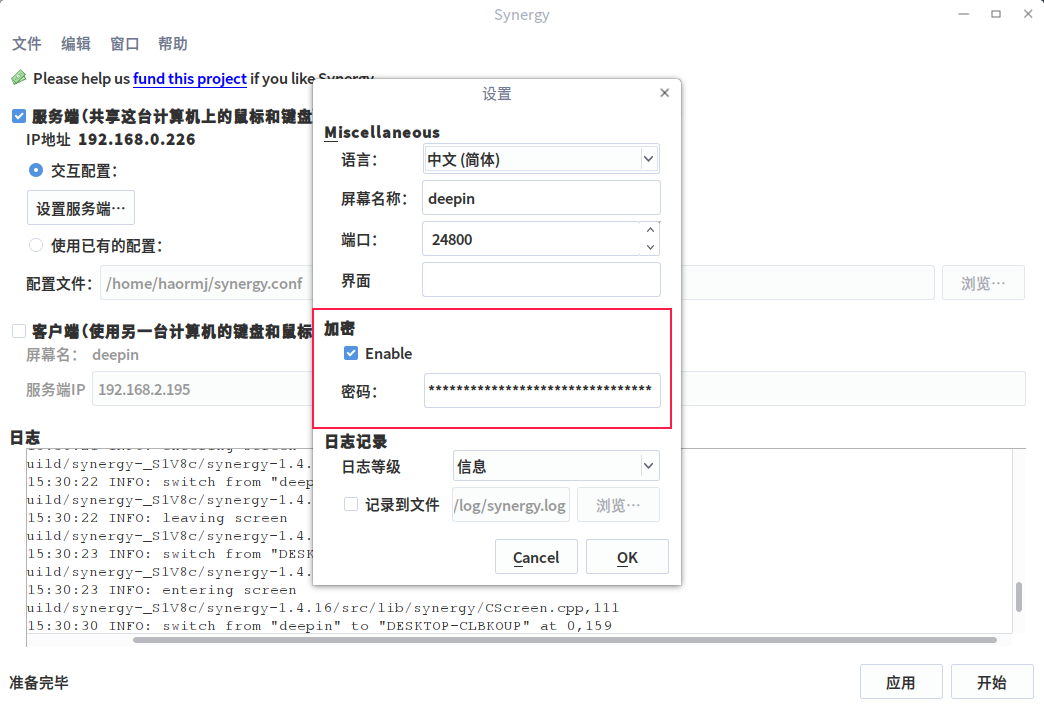 Synergy
文件 编辑 窗口 帮助
Please help us fund this project if you like Synergy
服务端(共享这台计算机上的鼠标和键盘
IP地址 192.168.0.226
交互配置：
设置服务端…
使用已有的配置：
配置文件： /home/haormj/synergy.conf 浏览…
客户端(使用另一台计算机的键盘和鼠标
屏幕名： deepin
服务端IP 192.168.2.195
日志
uild/synergy-_S1V8c/synergy-1.4.
15:30:22 INFO: switch from "deep
uild/synergy-_S1V8c/synergy-1.4.
15:30:22 INFO: leaving screen
uild/synergy-_S1V8c/synergy-1.4.
15:30:23 INFO: switch from "DESK
uild/synergy-_S1V8c/synergy-1.4.
15:30:23 INFO: entering screen
uild/synergy-_S1V8c/synergy-1.4.16/src/lib/synergy/CScreen.cpp,111
15:30:30 INFO: switch from "deepin" to "DESKTOP-CLBKOUP" at 0,159
准备完毕 应用 开始
设置
Miscellaneous
语言： 中文 (简体)
屏幕名称： deepin
端口： 24800
界面
加密
Enable
密码： ********************************
日志记录
日志等级 信息
记录到文件 /log/synergy.log 浏览…
Cancel OK